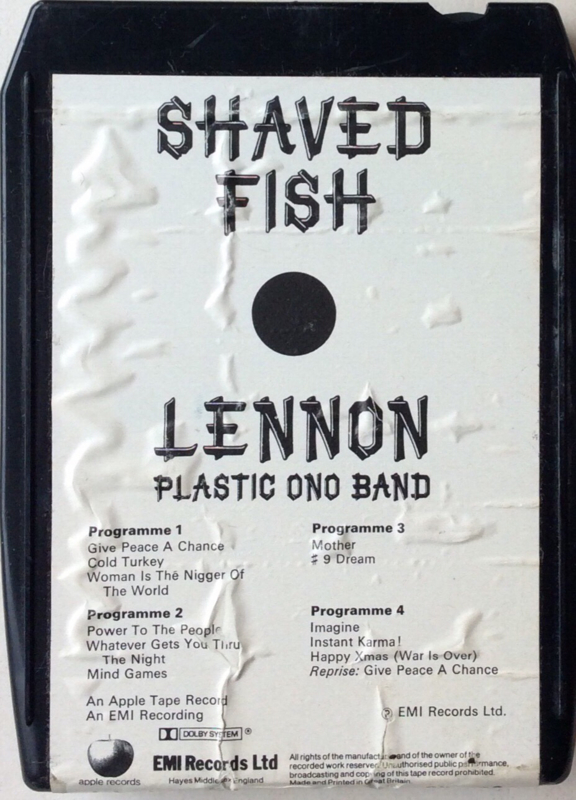 SHAVED
FISH
LENNON
PLASTIC ONO BAND
Programme 1
Give Peace A Chance
Cold Turkey
Woman Is The Nigger Of
The World
Programme 2
Power To The People
Whatever Gets You Thru
The Night
Mind Games
An Apple Tape Record
An EMI Recording
Programme 3
Mother
# 9 Dream
Programme 4
Imagine
Instant Karma!
Happy Xmas (War Is Over)
Reprise: Give Peace A Chance
℗ EMI Records Ltd.
DOLBY SYSTEM ®
apple records
EMI Records Ltd
Hayes England
All rights of the and of the owner of the
recorded work reserved. Unauthorised public performance,
broadcasting and copying of this tape record prohibited.
Made and Printed in Great Britain